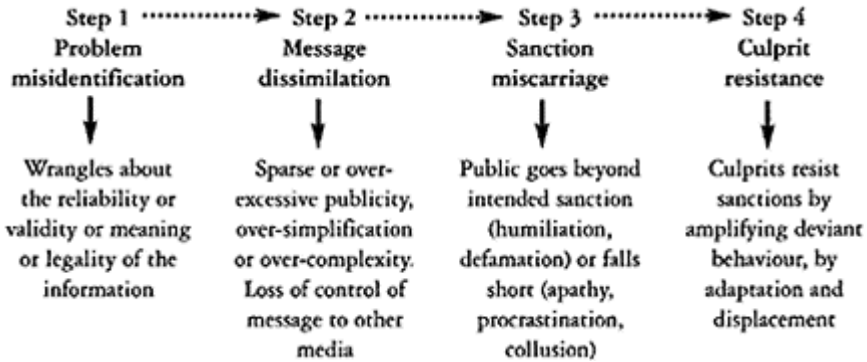 Step 1
Problem
misidentification
Wrangles about
the reliability or
validity or meaning
or legality of the
information
Step 2
Message
dissimilation
Sparse or over-
excessive publicity,
over-simplification
or over-complexity.
Loss of control of
message to other
media
Step 3
Sanction
miscarriage
Public goes beyond
intended sanction
(humiliation,
defamation) or falls
short (apathy,
procrastination,
collusion)
Step 4
Culprit
resistance
Culprits resist
sanctions by
amplifying deviant
behaviour, by
adaptation and
displacement